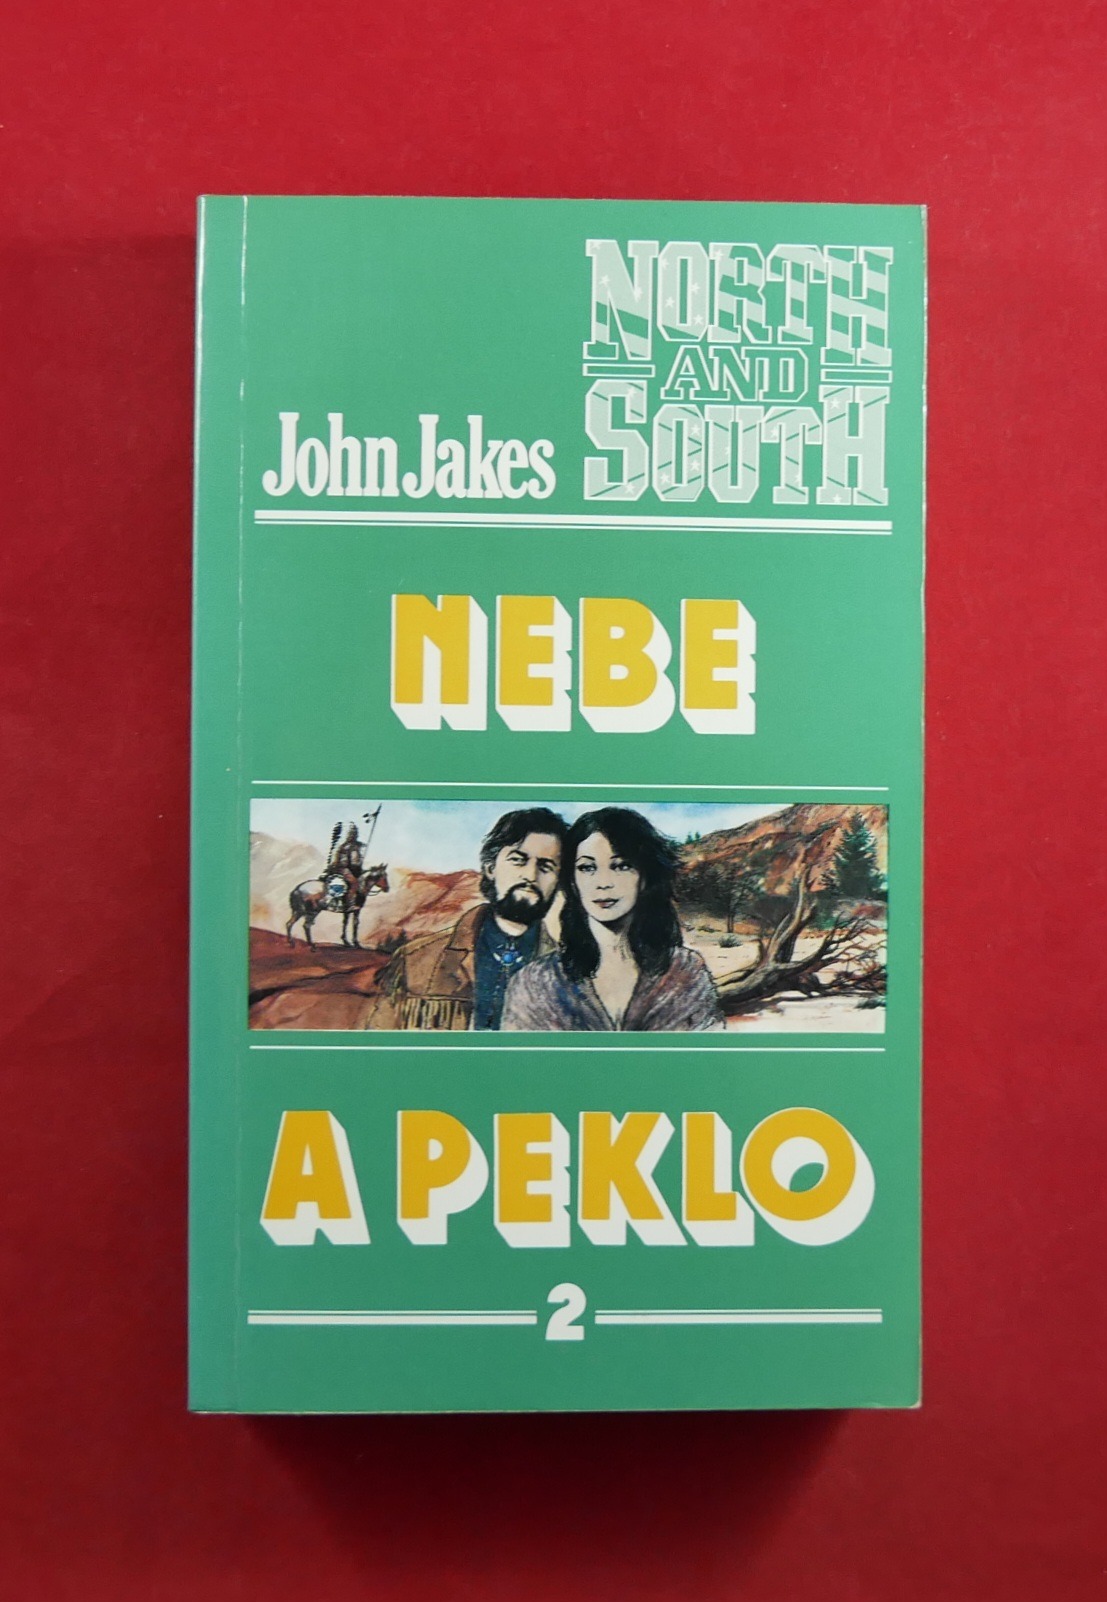 NORTH
AND
SOUTH
John Jakes
NEBE
A PEKLO
2